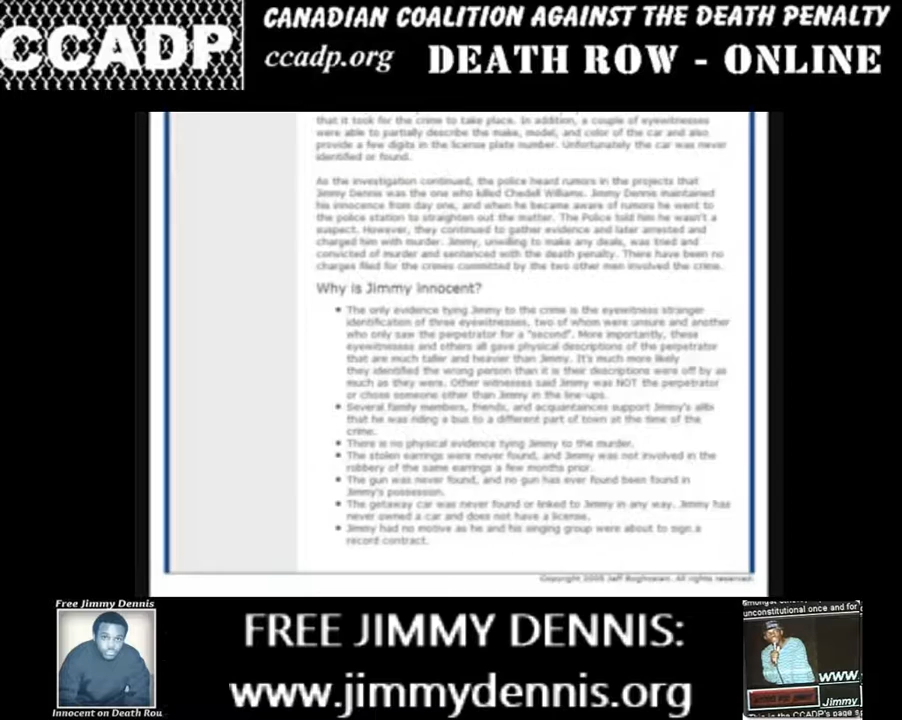 CCADP
CANADIAN COALITION AGAINST THE DEATH PENALTY
ccadp.org DEATH ROW - ONLINE
that it took for the crime to take place. In addition, a couple of eyewitnesses
were able to partially describe the make, model, and color of the car and also
provide a few digits in the license plate number. Unfortunately the car was never
identified or found.
As the investigation continued, the police heard rumors in the projects that
Jimmy Dennis was the one who killed Chedell Williams. Jimmy Dennis maintained
his innocence from day one, and when he became aware of rumors he went to
the police station to straighten out the matter. The Police told him he wasn't a
suspect. However, they continued to gather evidence and later arrested and
charged him with murder. Jimmy, unwilling to make any deals, was tried and
convicted of murder and sentenced with the death penalty. There have been no
charges filed for the crimes committed by the two other men involved the crime.
Why is Jimmy innocent?
The only evidence tying Jimmy to the crime is the eyewitness stranger
identification of three eyewitnesses, two of whom were unsure and another
who only saw the perpetrator for a "second". More importantly, these
eyewitnesses and others all gave physical descriptions of the perpetrator
that are much taller and heavier than Jimmy. It's much more likely
they identified the wrong person than it is their descriptions were off by as
much as they were. Other witnesses said Jimmy was NOT the perpetrator
or chose someone other than Jimmy in the line-ups.
Several family members, friends, and acquaintances support Jimmy's alibi
that he was riding a bus to a different part of town at the time of the
crime.
There is no physical evidence tying Jimmy to the murder.
The stolen earrings were never found, and Jimmy was not involved in the
robbery of the same earrings a few months prior.
The gun was never found, and no gun has ever found been found in
Jimmy's possession.
The getaway car was never found or linked to Jimmy in any way. Jimmy has
never owned a car and does not have a license.
Jimmy had no motive as he and his singing group were about to sign a
record contract.
Copyright 2005 Jeff Boghosian. All rights reserved.
Free Jimmy Dennis
Innocent on Death Row
FREE JIMMY DENNIS:
www.jimmydennis.org
unconstitutional once and for
www
Jimmy
This is the CCADP's page